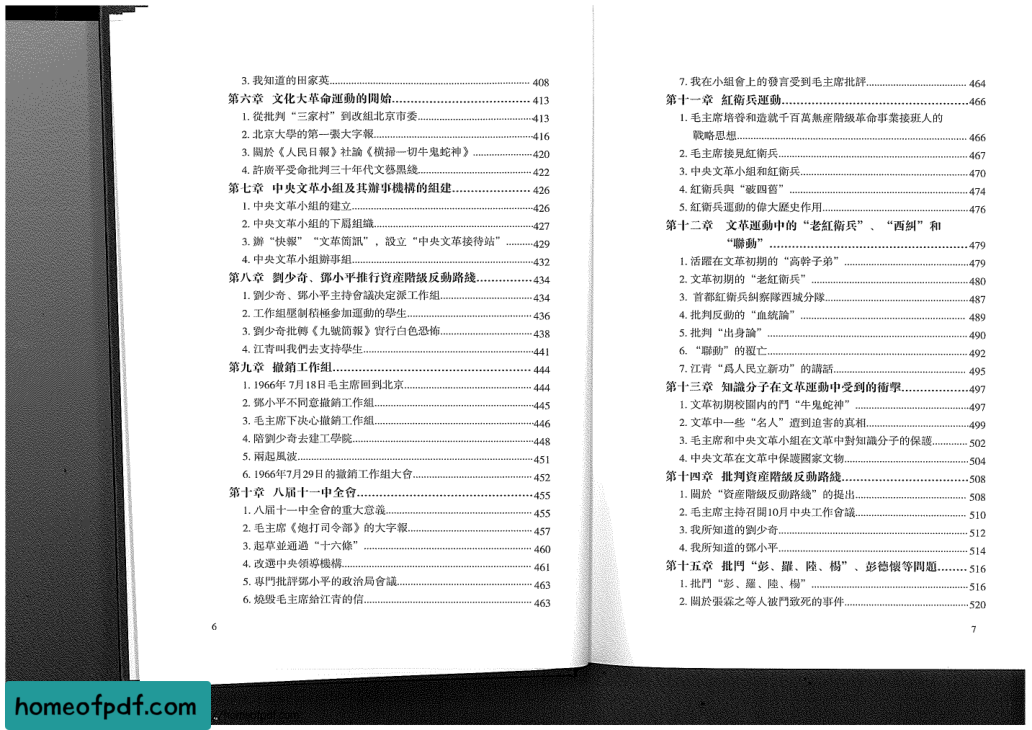 3. 我知道的田家英 408
第六章 文化大革命運動的開始 413
1. 從批判“三家村”到改組北京市委 413
2. 北京大學的第一張大字報 416
3. 關於《人民日報》社論《橫掃一切牛鬼蛇神》 420
4. 許廣平受命批判三十年代文藝黑綫 422
第七章 中央文革小組及其辦事機構的組建 426
1. 中央文革小組的建立 426
2. 中央文革小組的下屬組織 427
3. 辦“快報”“文革簡訊”，設立“中央文革接待站” 429
4. 中央文革小組辦事組 432
第八章 劉少奇、鄧小平推行資產階級反動路綫 434
1. 劉少奇、鄧小平主持會議决定派工作組 434
2. 工作組壓制積極參加運動的學生 436
3. 劉少奇批轉《九號簡報》實行白色恐怖 438
4. 江青叫我們去支持學生 441
第九章 撤銷工作組 444
1. 1966年 7月18日毛主席回到北京 444
2. 鄧小平不同意撤銷工作組 445
3. 毛主席下决心撤銷工作組 446
4. 陪劉少奇去建工學院 448
5. 兩起風波 451
6. 1966年7月29日的撤銷工作組大會 452
第十章 八届十一中全會 455
1. 八届十一中全會的重大意義 455
2. 毛主席《炮打司令部》的大字報 457
3. 起草並通過“十六條” 460
4. 改選中央領導機構 461
5. 專門批評鄧小平的政治局會議 463
6. 燒毀毛主席給江青的信 463
6
7. 我在小組會上的發言受到毛主席批評 464
第十一章 紅衛兵運動 466
1. 毛主席培養和造就千百萬無産階級革命事業接班人的
戰略思想 466
2. 毛主席接見紅衛兵 467
3. 中央文革小組和紅衛兵 470
4. 紅衛兵與“破四舊” 474
5. 紅衛兵運動的偉大歷史作用 476
第十二章 文革運動中的“老紅衛兵”、“西糾”和
“聯動” 479
1. 活躍在文革初期的“高幹子弟” 479
2. 文革初期的“老紅衛兵” 480
3. 首都紅衛兵糾察隊西城分隊 487
4. 批判反動的“血統論” 489
5. 批判“出身論” 490
6. “聯動”的覆亡 492
7. 江青“爲人民立新功”的講話 495
第十三章 知識分子在文革運動中受到的衝擊 497
1. 文革初期校園内的鬥“牛鬼蛇神” 497
2. 文革中一些“名人”遭到迫害的真相 499
3. 毛主席和中央文革小組在文革中對知識分子的保護 502
4. 中央文革在文革中保護國家文物 504
第十四章 批判資産階級反動路綫 508
1. 關於“資産階級反動路綫”的提出 508
2. 毛主席主持召開10月中央工作會議 510
3. 我所知道的劉少奇 512
4. 我所知道的鄧小平 514
第十五章 批鬥“彭、羅、陸、楊”、彭德懷等問題 516
1. 批鬥“彭、羅、陸、楊” 516
2. 關於張霖之等人被鬥致死的事件 520
7
homeofpdf.com